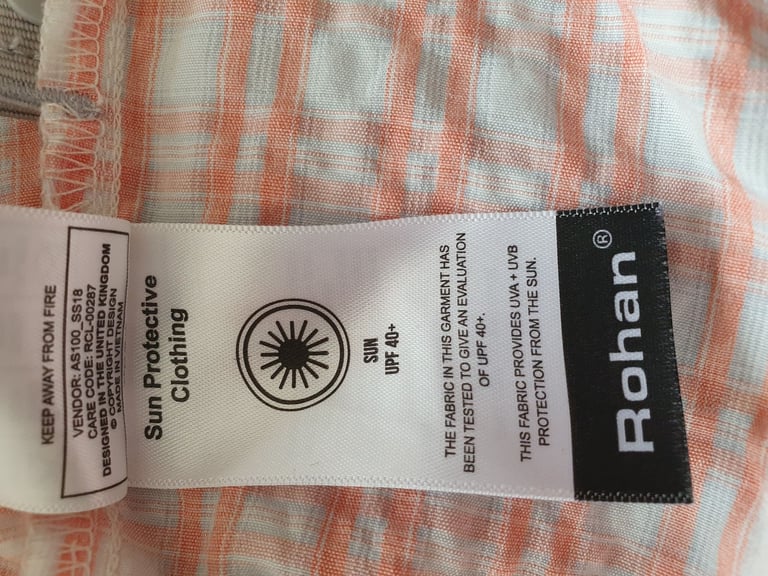 KEEP AWAY FROM FIRE
VENDOR: AS100_SS18
CARE CODE: RCL-00287
DESIGNED IN THE UNITED KINGDOM
© COPYRIGHT DESIGN
MADE IN VIETNAM
Sun Protective
Clothing
SUN
UPF 40+
THE FABRIC IN THIS GARMENT HAS
BEEN TESTED TO GIVE AN EVALUATION
OF UPF 40+.
THIS FABRIC PROVIDES UVA + UVB
PROTECTION FROM THE SUN.
Rohan®